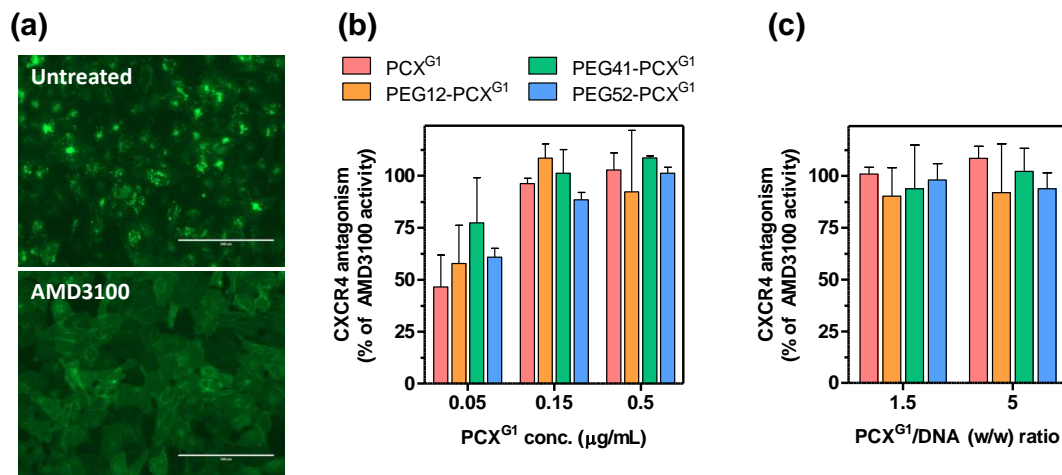 (a)
Untreated
AMD3100
(b)
PCX^G1
PEG12-PCX^G1
PEG41-PCX^G1
PEG52-PCX^G1
CXCR4 antagonism
(% of AMD3100 activity)
100
75
50
25
0
0.05 0.15 0.5
PCX^G1 conc. (μg/mL)
(c)
CXCR4 antagonism
(% of AMD3100 activity)
100
75
50
25
0
1.5 5
PCX^G1/DNA (w/w) ratio